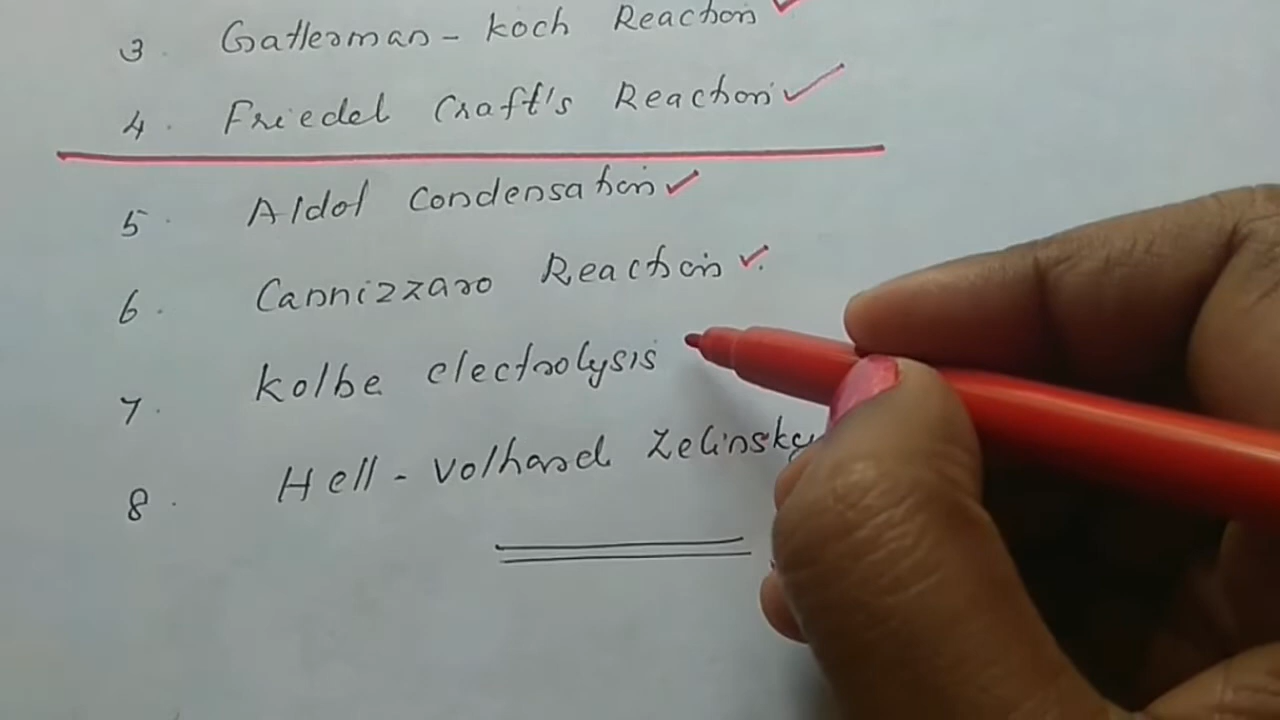 3. Gatterman - Koch Reaction
4. Friedel Craft's Reaction
5. Aldol Condensation
6. Cannizzaro Reaction
7. Kolbe electrolysis
8. Hell - Volhard Zelinsky